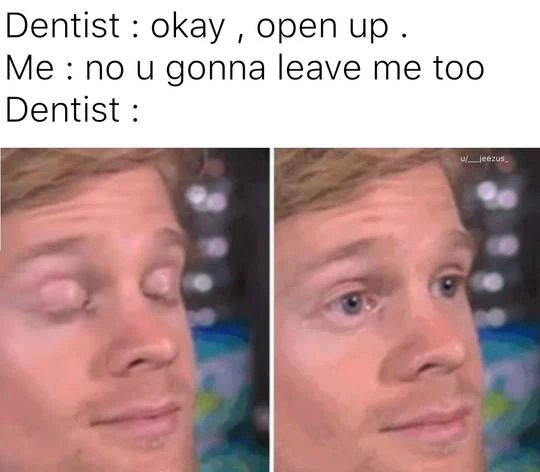 Dentist : okay , open up .
Me : no u gonna leave me too
Dentist :
u/__jeezus_